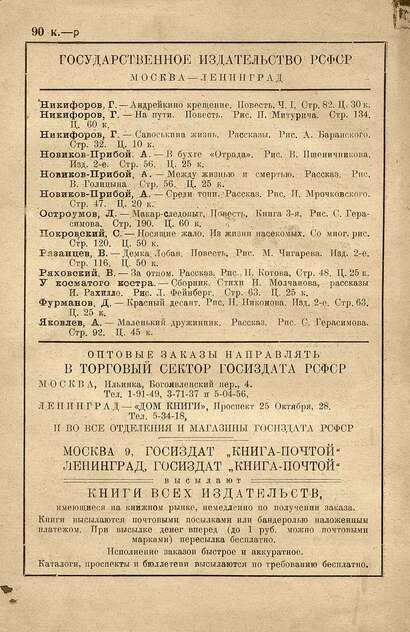 90 к.—р
ГОСУДАРСТВЕННОЕ ИЗДАТЕЛЬСТВО РСФСР
МОСКВА—ЛЕНИНГРАД
Никифоров, Г. — Андрейкино крещение. Повесть. Ч. I. Стр. 82. Ц. 30 к.
Никифоров, Г. — На пути. Повесть. Рис. П. Митурича. Стр. 134.
Ц. 60 к.
Никифоров, Г. — Савоськина жизнь. Рассказы. Рис. А. Баранского.
Стр. 32. Ц. 10 к.
Новиков-Прибой, А. — В бухте «Отрада». Рис. В. Пшеничникова,
Изд. 2-е. Стр. 56. Ц. 25 к.
Новиков-Прибой, А. — Между жизнью и смертью. Рассказ. Рис.
В. Голицына Стр. 56. Ц. 25 к.
Новиков-Прибой, А. — Среди топи. Рассказ. Рис. П. Мрочковского.
Стр. 47. Ц. 20 к.
Остроумов, Л. — Макар-следопыт, Повесть, Книга 3-я. Рис. С. Гера-
симова. Стр. 190. Ц. 60 к,
Покровский, С. — Носящие жало. Из жизни насекомых. Со мног. рис.
Стр. 120. Ц. 50 к.
Рязанцев, В. — Демка Лобан, Повесть, Рис. М. Чигарева. Изд. 2-е.
Стр. 116. Ц. 50 к.
Ряховский, В. — За отцом. Рассказ. Рис. П. Котова, Стр. 48. Ц. 25 к.
У косматого костра. — Сборник. Стихи И. Молчанова, рассказы
И. Рахилло. Рис. Л. Фейнберг. Стр. 63. Ц. 25 к.
Фурманов, Д. — Красный десант. Рис. П. Никонова. Изд. 2-е. Стр. 63,
Ц. 25 к.
Яковлев, А. — Маленький дружинник. Рассказ. Рис. С. Герасимова.
Стр. 92. Ц. 45 к.
ОПТОВЫЕ ЗАКАЗЫ НАПРАВЛЯТЬ
В ТОРГОВЫЙ СЕКТОР ГОСИЗДАТА РСФСР
МОСКВА, Ильинка, Богоявленский пер., 4.
Тел. 1-91-49, 3-71-37 и 5-04-56,
ЛЕНИНГРАД — «ДОМ КНИГИ», Проспект 25 Октября, 28.
Тел. 5-34-18,
И ВО ВСЕ ОТДЕЛЕНИЯ И МАГАЗИНЫ ГОСИЗДАТА РСФСР
МОСКВА 9, ГОСИЗДАТ „КНИГА-ПОЧТОЙ“
ЛЕНИНГРАД, ГОСИЗДАТ „КНИГА-ПОЧТОЙ“
высылают
КНИГИ ВСЕХ ИЗДАТЕЛЬСТВ,
имеющиеся на книжном рынке, немедленно по получении заказа.
Книги высылаются почтовыми посылками или бандеролью наложенным
платежом. При высылке денег вперед (до 1 руб. можно почтовыми
марками) пересылка бесплатно.
Исполнение заказов быстрое и аккуратное.
Каталоги, проспекты и бюллетени высылаются по требованию бесплатно.